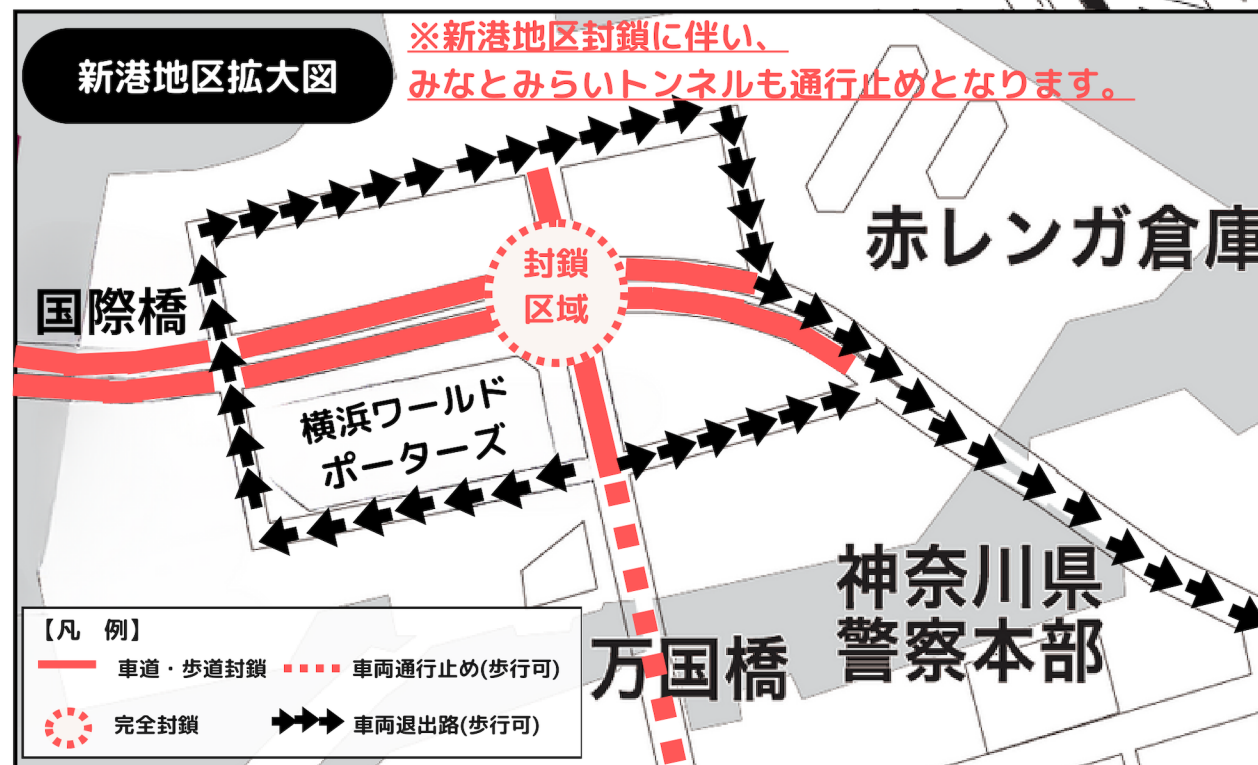 新港地区拡大図
※新港地区封鎖に伴い、
みなとみらいトンネルも通行止めとなります。
赤レンガ倉庫
封鎖
区域
国際橋
横浜ワールド
ポーターズ
神奈川県
警察本部
万国橋
【凡　例】
車道・歩道封鎖
車両通行止め(歩行可)
完全封鎖
車両退出路(歩行可)